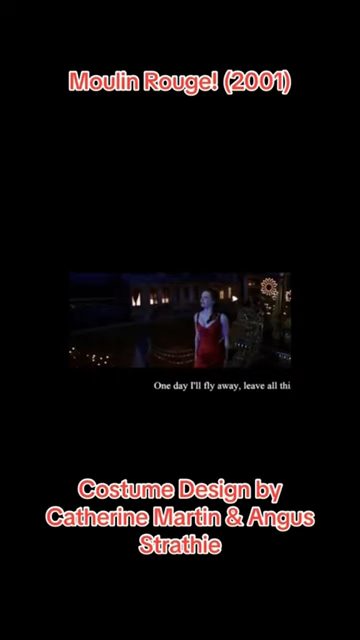 Moulin Rouge! (2001)
One day I'll fly away, leave all thi
Costume Design by
Catherine Martin & Angus
Strathie